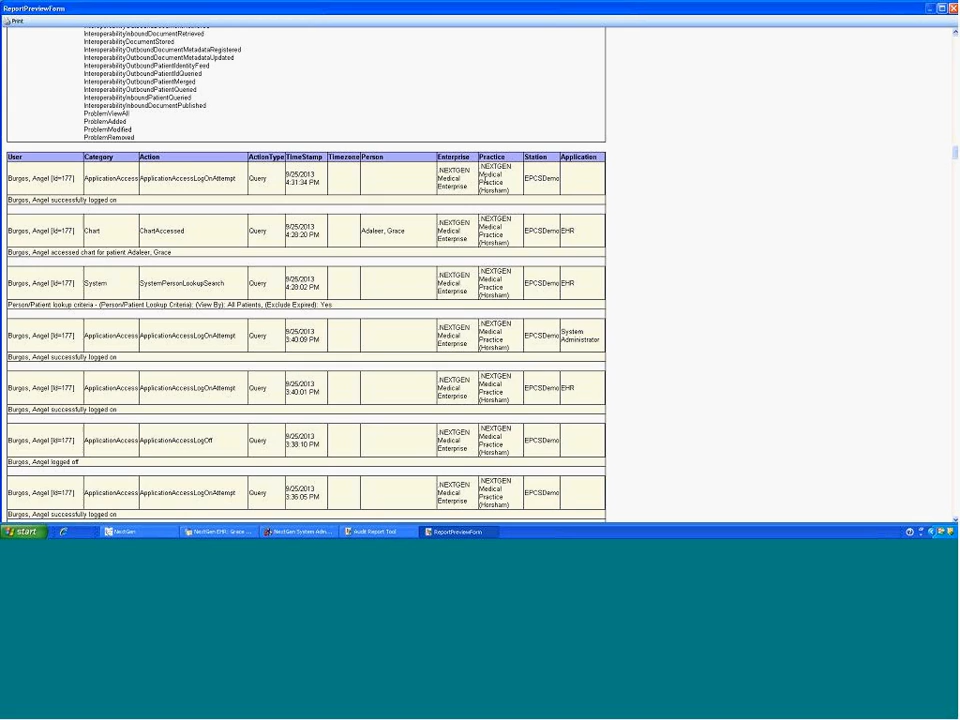 ReportPreviewForm
Print
InteroperabilityInboundDocumentRetrieved
InteroperabilityDocumentStored
InteroperabilityOutboundDocumentMetadataRegistered
InteroperabilityOutboundDocumentMetadataUpdated
InteroperabilityOutboundPatientIdentityFeed
InteroperabilityOutboundPatientIdQueried
InteroperabilityOutboundPatientMerged
InteroperabilityOutboundPatientQueried
InteroperabilityInboundPatientQueried
InteroperabilityInboundDocumentPublished
ProblemViewAll
ProblemAdded
ProblemModified
ProblemRemoved
User Category Action ActionType TimeStamp Timezone Person Enterprise Practice Station Application
Burgos, Angel [Id=177] ApplicationAccess ApplicationAccessLogOnAttempt Query 9/25/2013 4:31:34 PM .NEXTGEN Medical Enterprise .NEXTGEN Medical Practice (Horsham) EPCSDemo
Burgos, Angel successfully logged on
Burgos, Angel [Id=177] Chart ChartAccessed Query 9/25/2013 4:28:20 PM Adaleer, Grace .NEXTGEN Medical Enterprise .NEXTGEN Medical Practice (Horsham) EPCSDemo EHR
Burgos, Angel accessed chart for patient Adaleer, Grace
Burgos, Angel [Id=177] System SystemPersonLookupSearch Query 9/25/2013 4:28:02 PM .NEXTGEN Medical Enterprise .NEXTGEN Medical Practice (Horsham) EPCSDemo EHR
Person/Patient lookup criteria - (Person/Patient Lookup Criteria): (View By): All Patients, (Exclude Expired): Yes
Burgos, Angel [Id=177] ApplicationAccess ApplicationAccessLogOnAttempt Query 9/25/2013 3:40:09 PM .NEXTGEN Medical Enterprise .NEXTGEN Medical Practice (Horsham) EPCSDemo System Administrator
Burgos, Angel successfully logged on
Burgos, Angel [Id=177] ApplicationAccess ApplicationAccessLogOnAttempt Query 9/25/2013 3:40:01 PM .NEXTGEN Medical Enterprise .NEXTGEN Medical Practice (Horsham) EPCSDemo EHR
Burgos, Angel successfully logged on
Burgos, Angel [Id=177] ApplicationAccess ApplicationAccessLogOff Query 9/25/2013 3:38:10 PM .NEXTGEN Medical Enterprise .NEXTGEN Medical Practice (Horsham) EPCSDemo
Burgos, Angel logged off
Burgos, Angel [Id=177] ApplicationAccess ApplicationAccessLogOnAttempt Query 9/25/2013 3:36:05 PM .NEXTGEN Medical Enterprise .NEXTGEN Medical Practice (Horsham) EPCSDemo
Burgos, Angel successfully logged on
start NextGen NextGen EHR: Grace ... NextGen System Admin... Audit Report Tool ReportPreviewForm